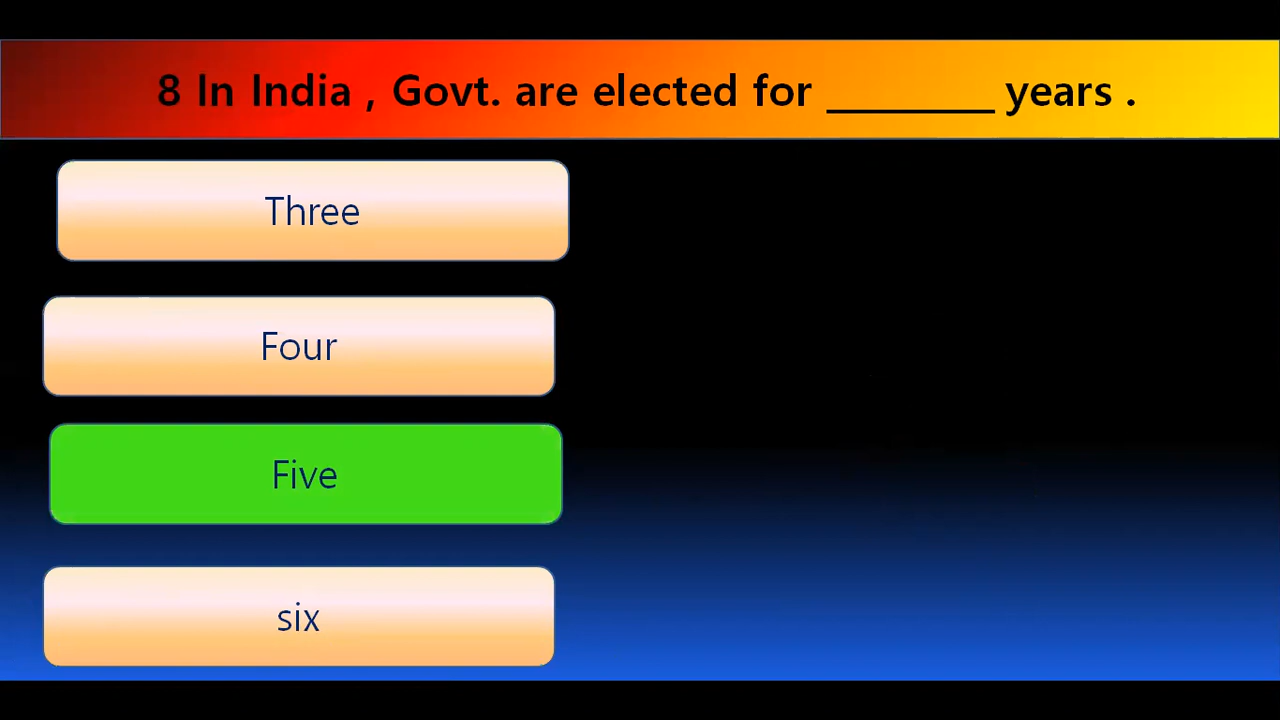 8 In India , Govt. are elected for ________ years .
Three
Four
Five
six